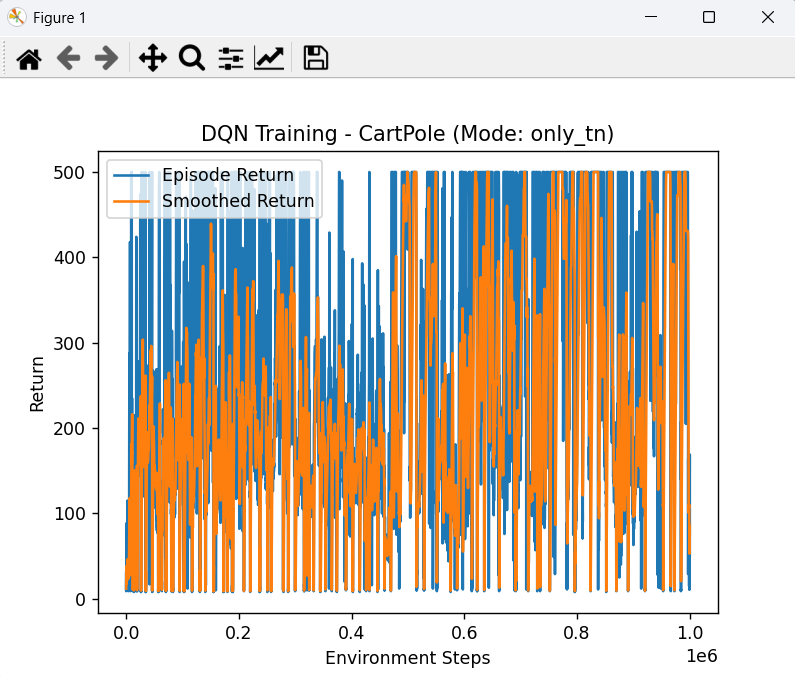 Figure 1
DQN Training - CartPole (Mode: only_tn)
Episode Return
Smoothed Return
500
400
300
200
100
0
Return
0.0 0.2 0.4 0.6 0.8 1.0
1e6
Environment Steps